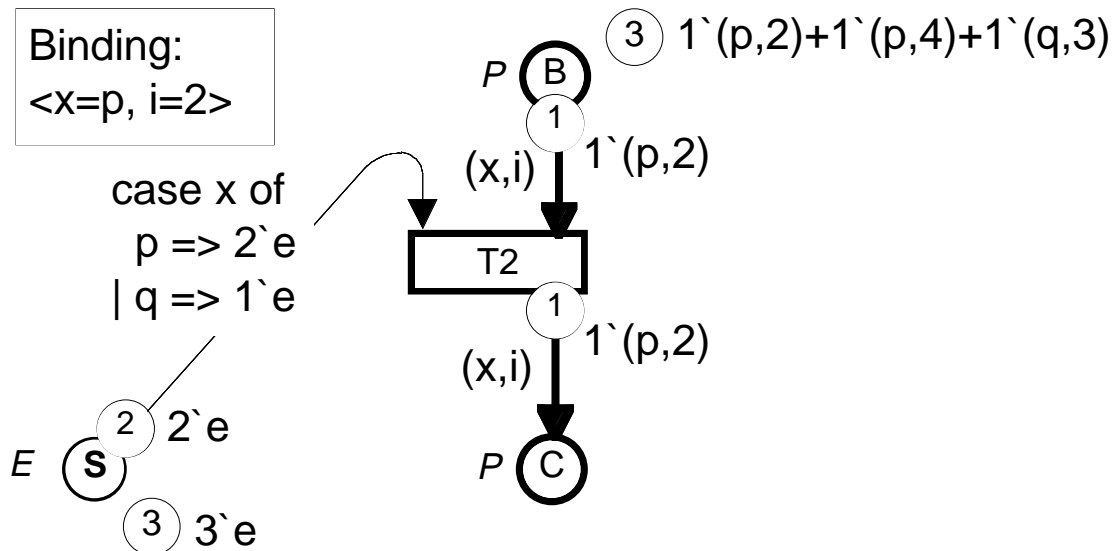 Binding:
<x=p, i=2>
3 1`(p,2)+1`(p,4)+1`(q,3)
P B
1
(x,i) 1`(p,2)
case x of
p => 2`e
| q => 1`e
T2
1
1`(p,2)
(x,i)
2 2`e
E S
P C
3 3`e